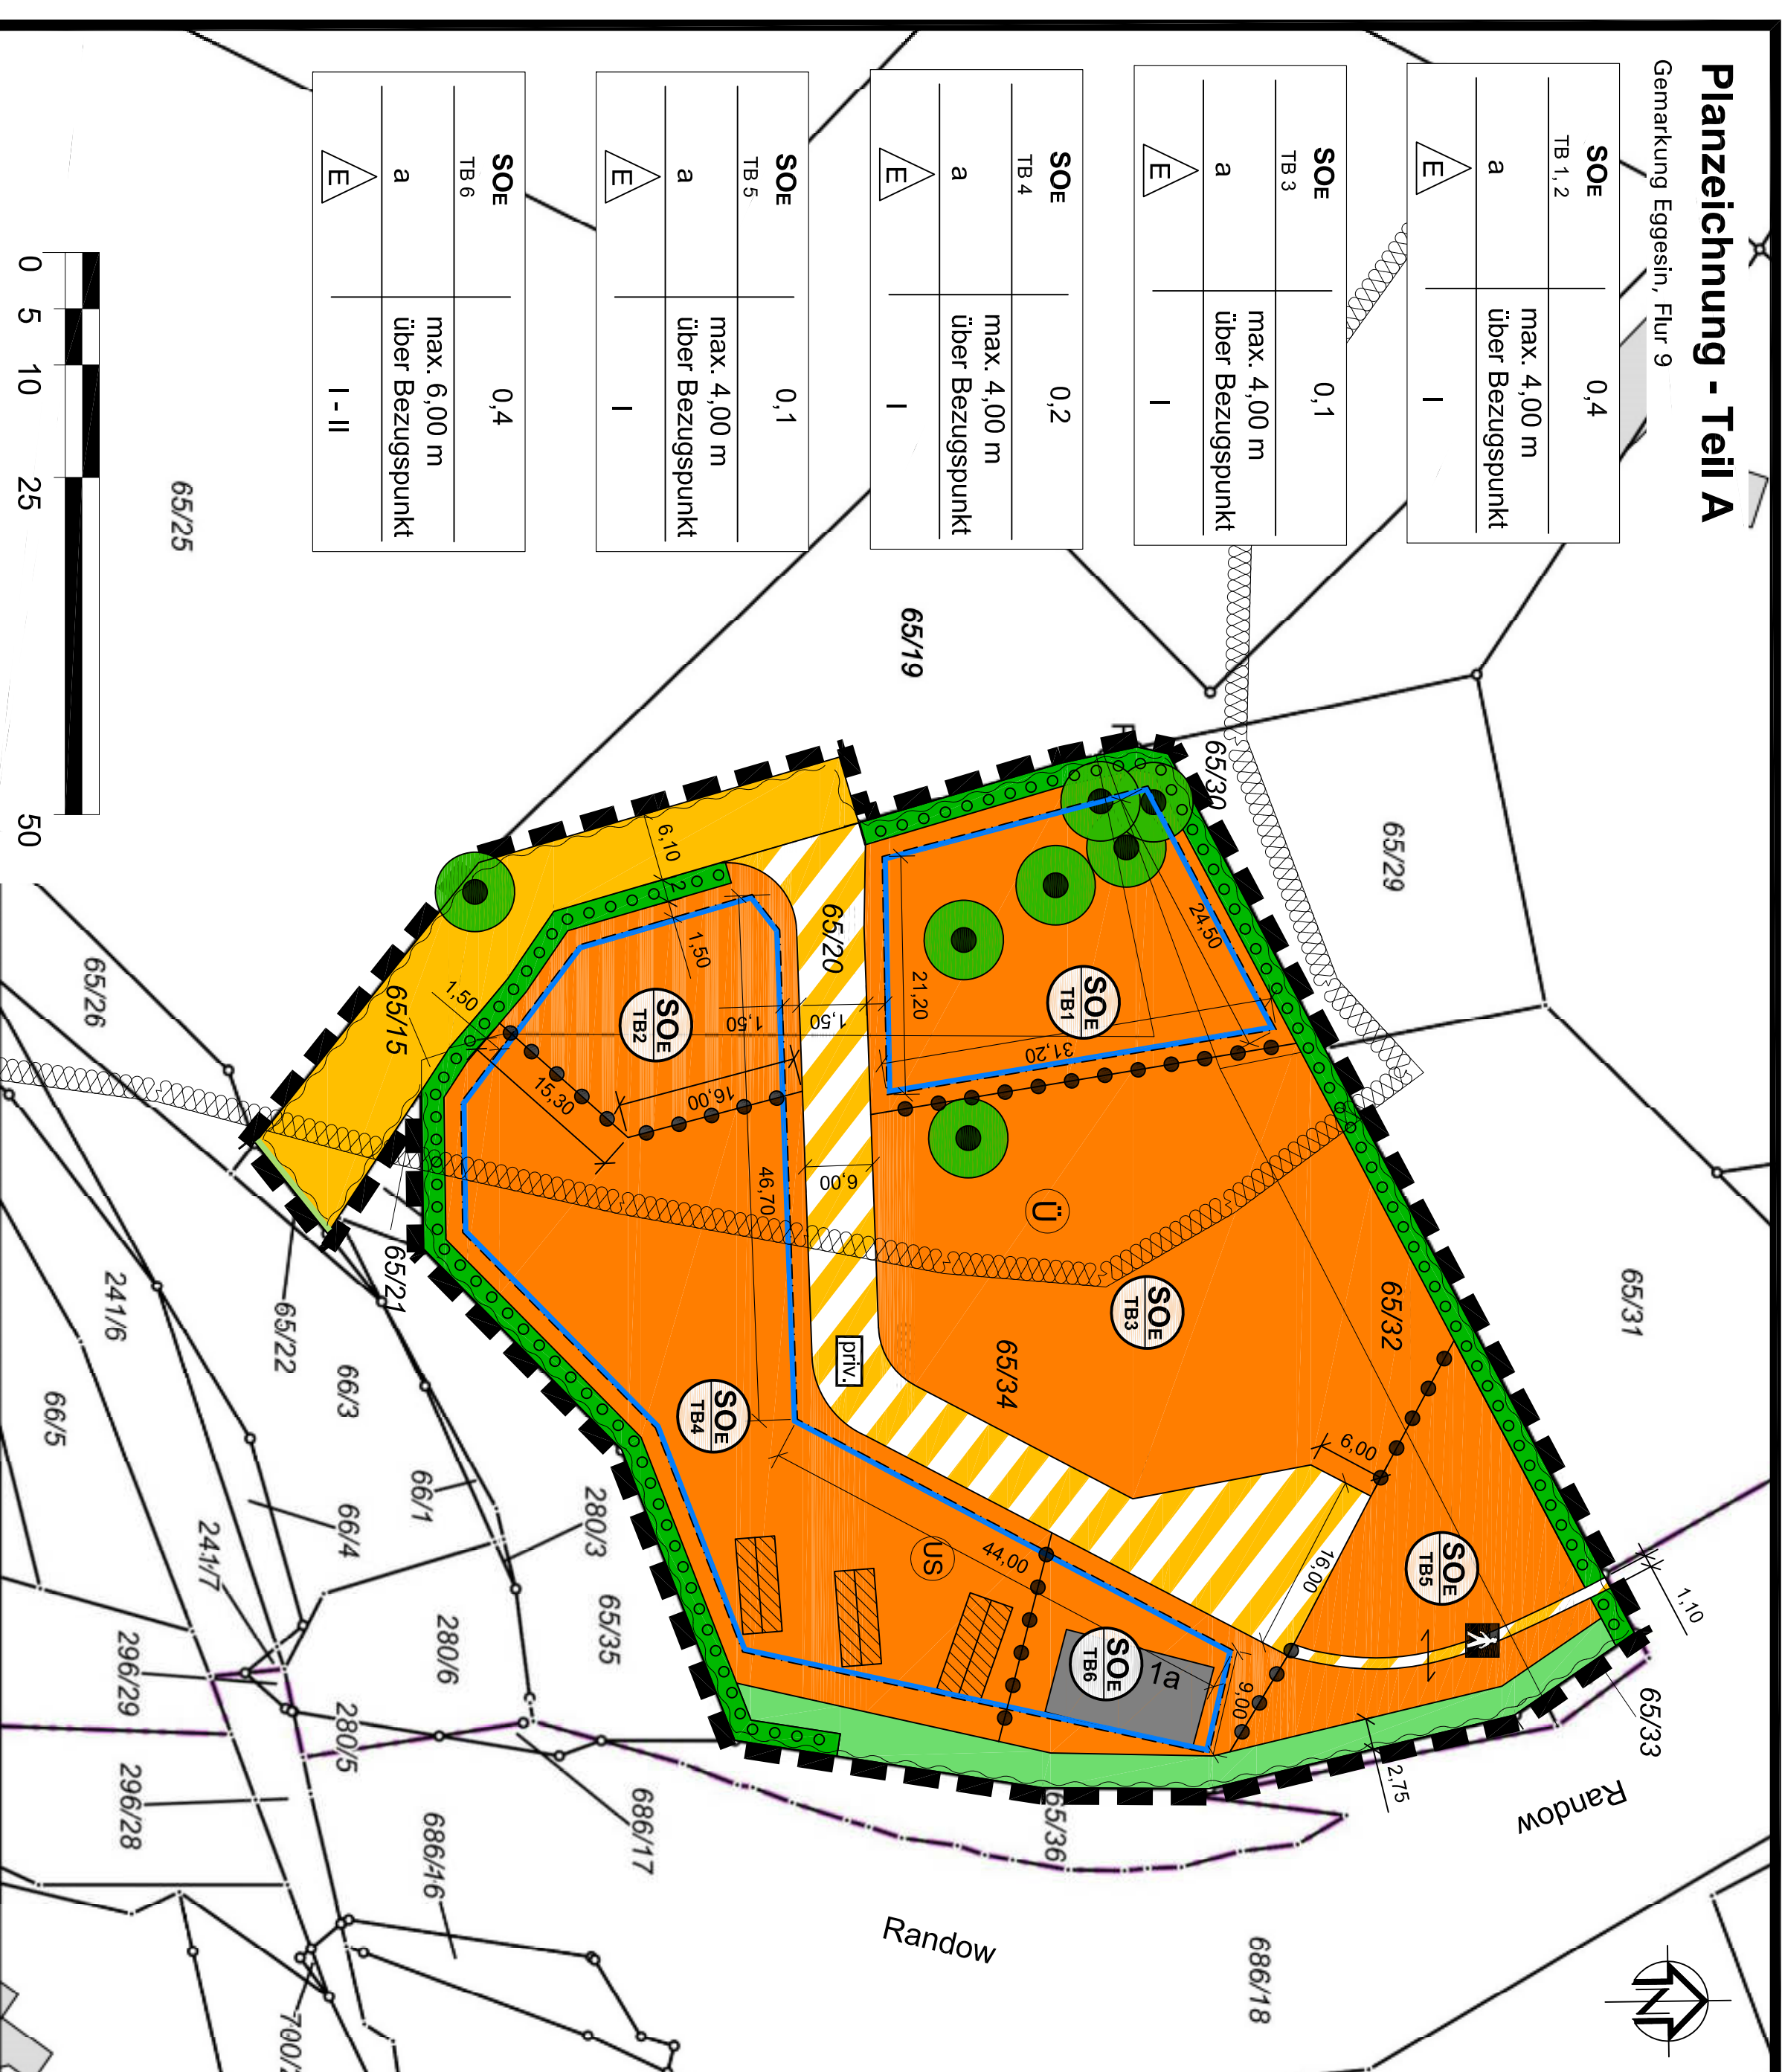 Planzeichnung - Teil A
Gemarkung Eggesin, Flur 9
SOE
TB 1, 2
0,4
a
max. 4,00 m
über Bezugspunkt
E
I
SOE
TB 3
0,1
a
max. 4,00 m
über Bezugspunkt
E
I
SOE
TB 4
0,2
a
max. 4,00 m
über Bezugspunkt
E
I
SOE
TB 5
0,1
a
max. 4,00 m
über Bezugspunkt
E
I
SOE
TB 6
0,4
a
max. 6,00 m
über Bezugspunkt
E
I - II
0
5
10
25
50
65/31
65/29
65/30
65/32
65/33
Randow
1,10
SOE
TB5
2,75
6,00
16,00
24,50
SOE
TB1
21,20
31,20
Ü
SOE
TB3
65/34
65/19
65/20
1,50
1,50
6,00
priv.
46,70
44,00
ÜS
1a
SOE
TB6
9,00
6,10
2
1,50
SOE
TB2
16,00
15,30
1,50
SOE
TB4
65/25
65/15
65/26
65/21
65/22
241/6
66/3
66/5
66/1
66/4
241/7
280/3
65/35
280/6
296/29
280/5
296/28
686/17
686/16
65/36
Randow
686/18
N